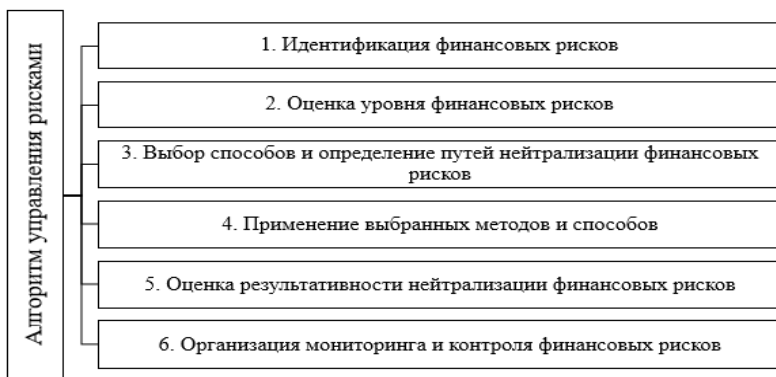 Алгоритм управления рисками
1. Идентификация финансовых рисков
2. Оценка уровня финансовых рисков
3. Выбор способов и определение путей нейтрализации финансовых
рисков
4. Применение выбранных методов и способов
5. Оценка результативности нейтрализации финансовых рисков
6. Организация мониторинга и контроля финансовых рисков